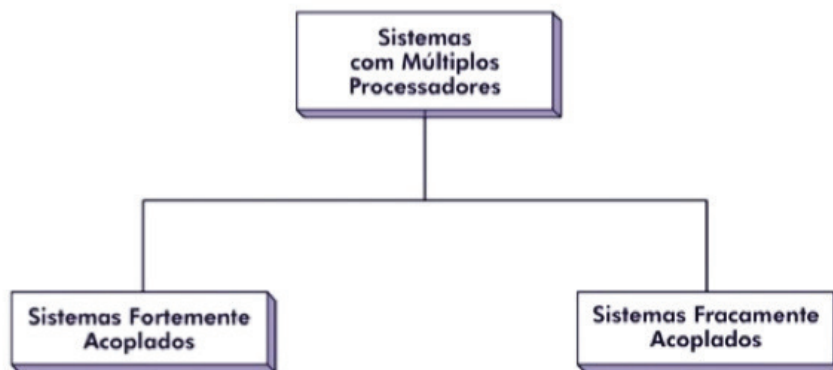 Sistemas
com Múltiplos
Processadores
Sistemas Fortemente
Acoplados
Sistemas Fracamente
Acoplados